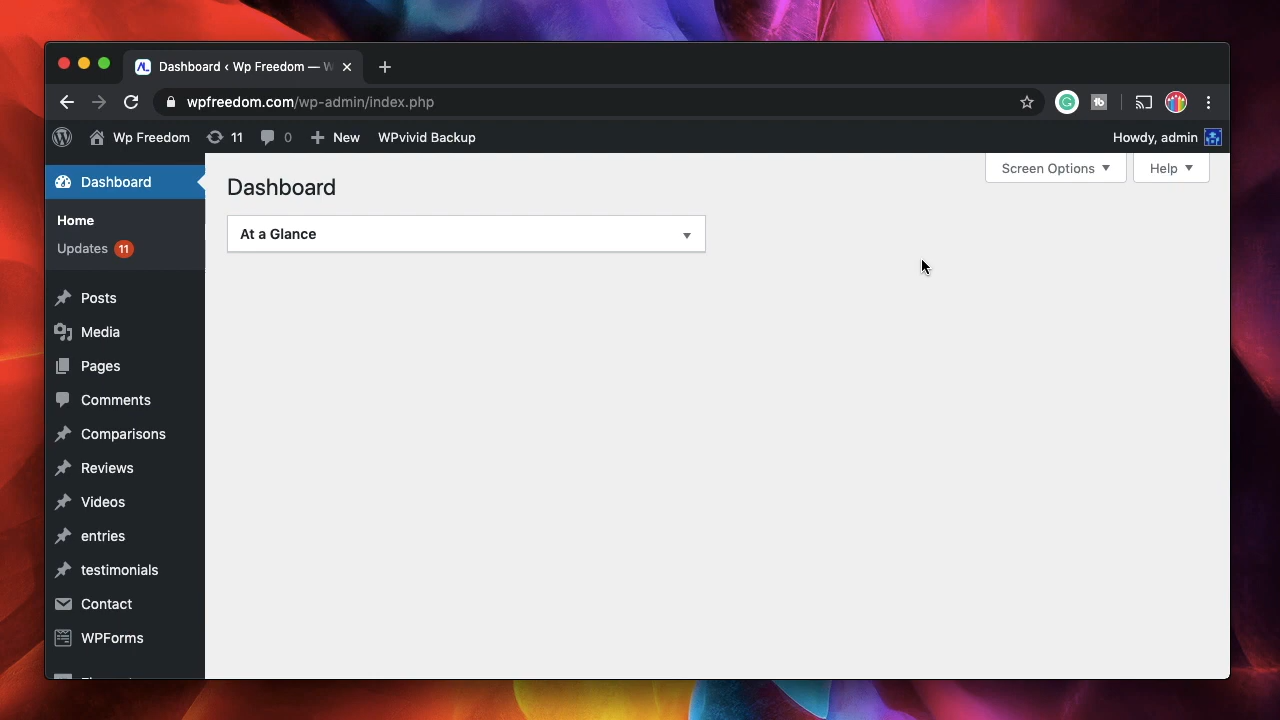 Dashboard ‹ Wp Freedom — W
wpfreedom.com/wp-admin/index.php
Wp Freedom 11 0 New WPvivid Backup Howdy, admin
Screen Options Help
Dashboard
Dashboard
At a Glance
Home
Updates 11
Posts
Media
Pages
Comments
Comparisons
Reviews
Videos
entries
testimonials
Contact
WPForms